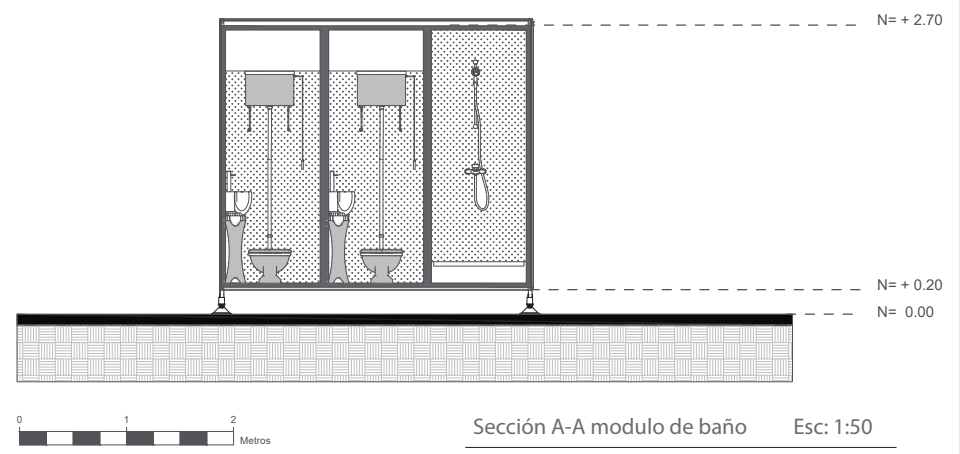 N= + 2.70
N= + 0.20
N= 0.00
0 1 2
Metros
Sección A-A modulo de baño Esc: 1:50